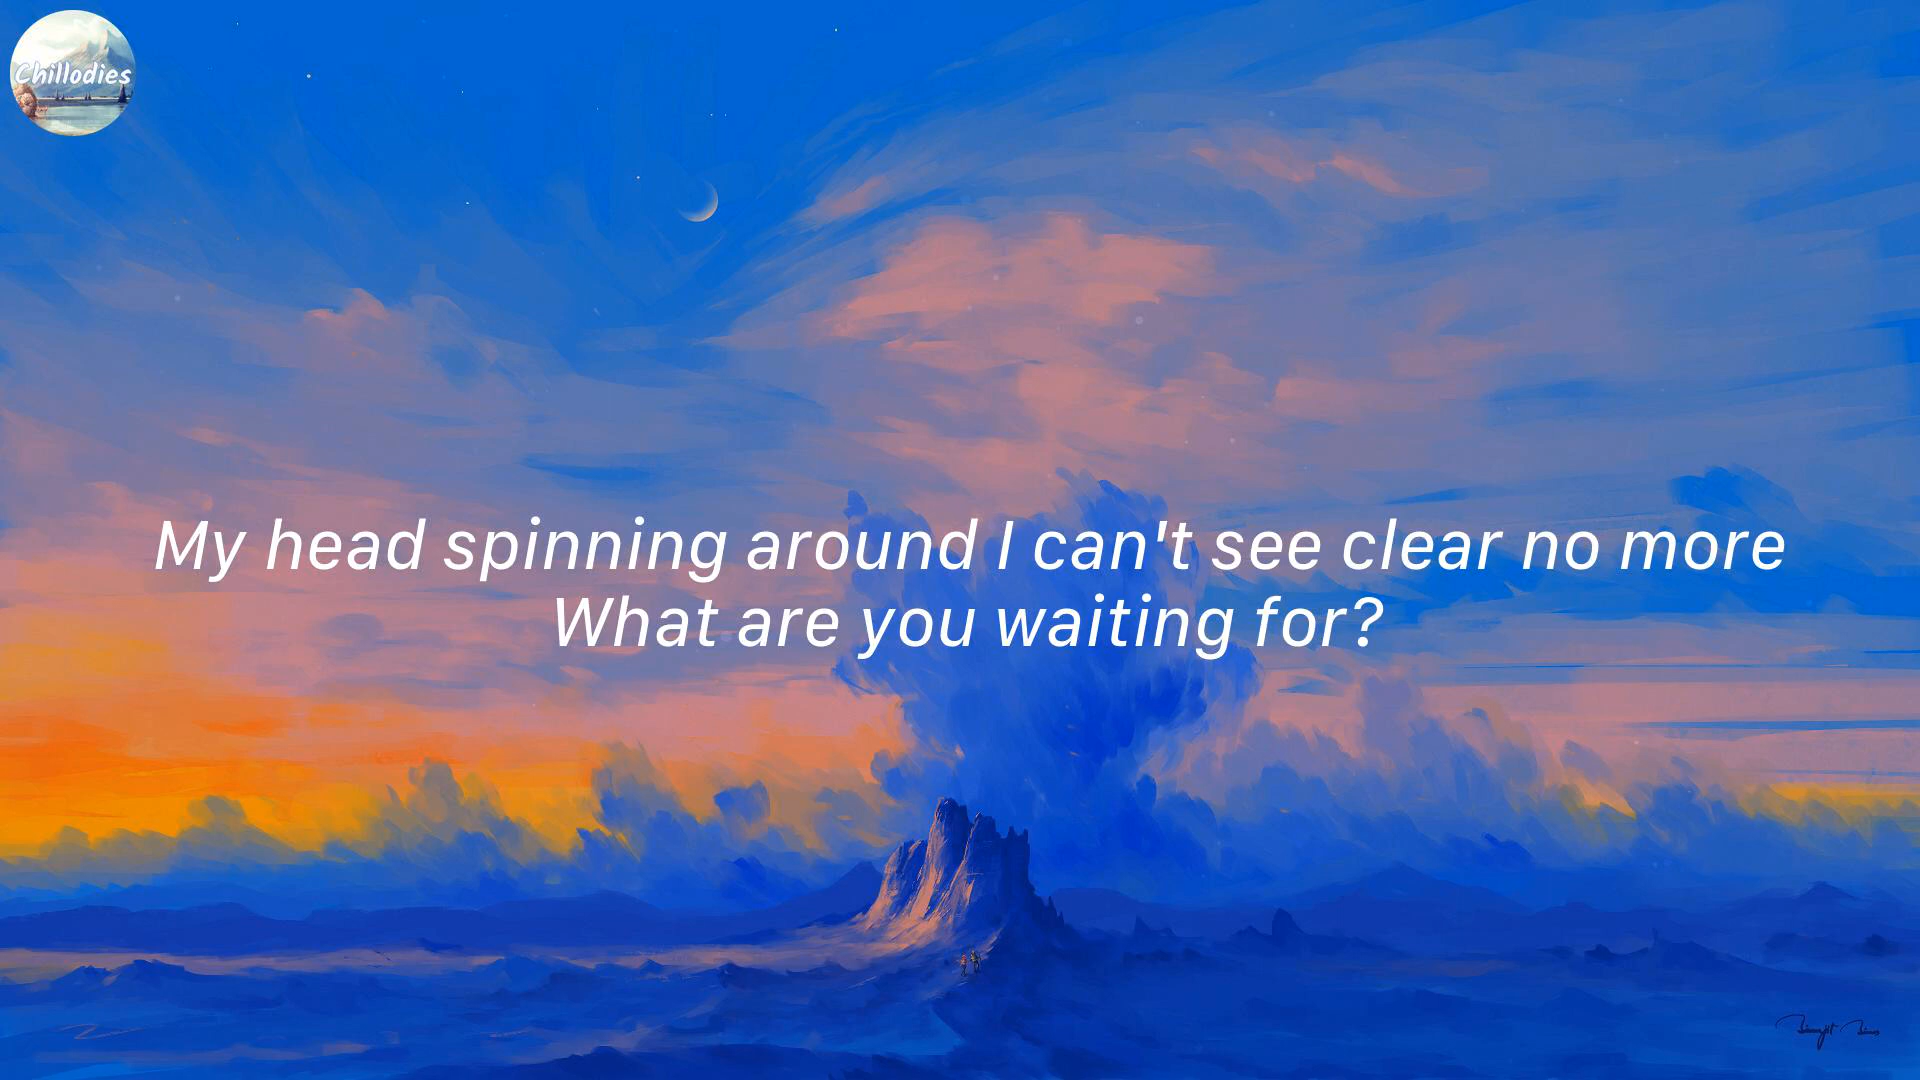 Chillodies
My head spinning around I can't see clear no more
What are you waiting for?